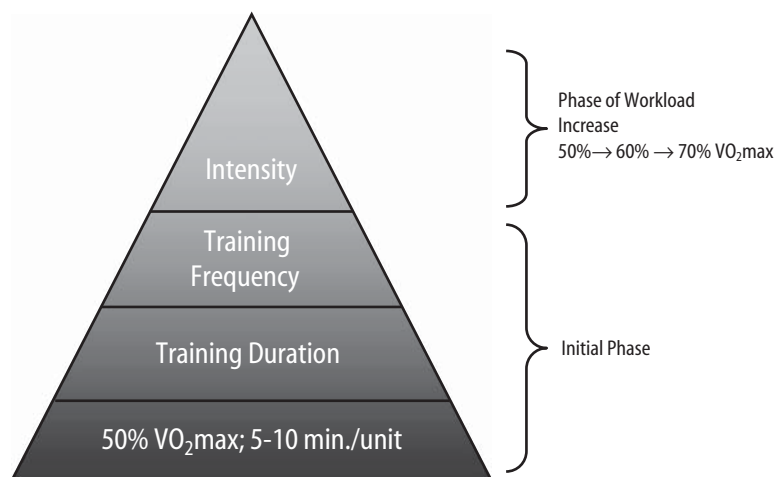 Intensity
Training
Frequency
Training Duration
50% VO₂max; 5-10 min./unit
Phase of Workload
Increase
50%→ 60% → 70% VO₂max
Initial Phase